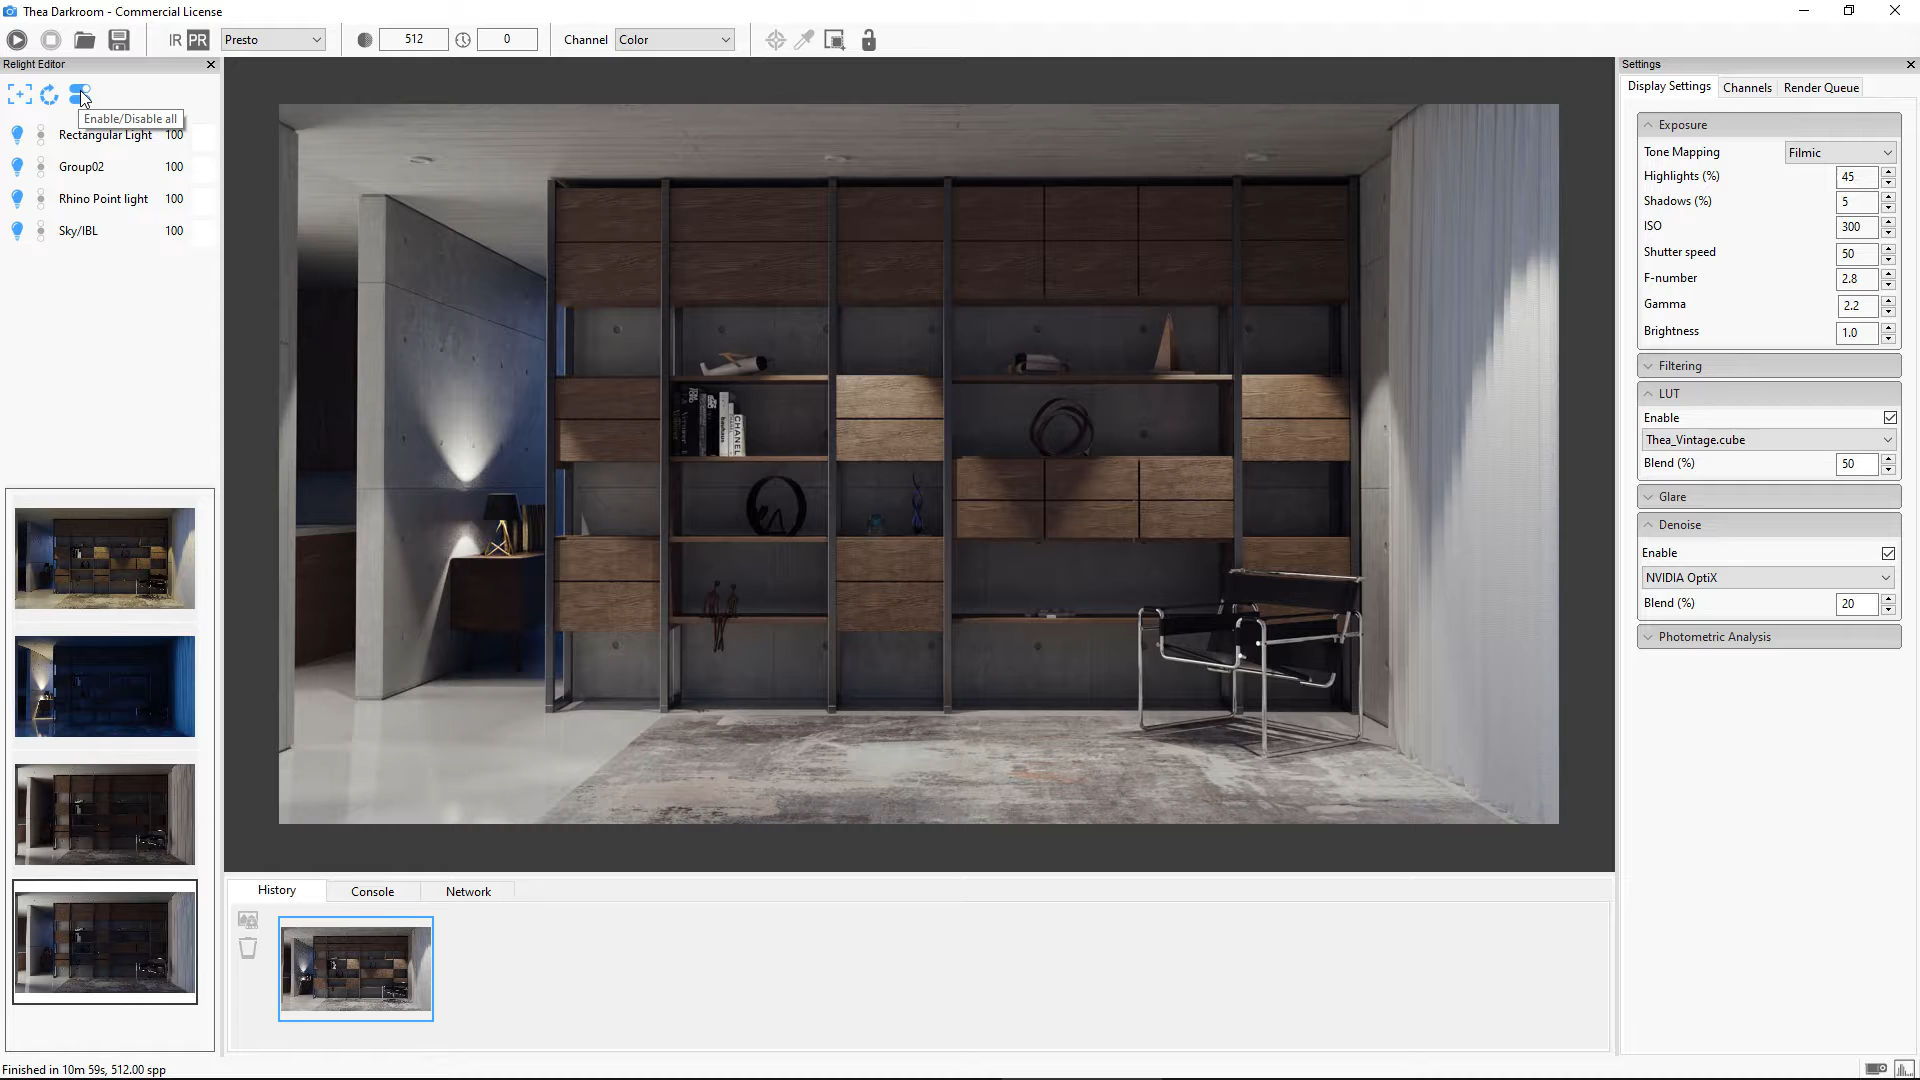 Thea Darkroom - Commercial License
IR PR Presto 512 0 Channel Color
Relight Editor
Enable/Disable all
Rectangular Light 100
Group02 100
Rhino Point light 100
Sky/IBL 100
bauhaus
CHANEL
Settings
Display Settings Channels Render Queue
Exposure
Tone Mapping Filmic
Highlights (%) 45
Shadows (%) 5
ISO 300
Shutter speed 50
F-number 2.8
Gamma 2.2
Brightness 1.0
Filtering
LUT
Enable
Thea_Vintage.cube
Blend (%) 50
Glare
Denoise
Enable
NVIDIA OptiX
Blend (%) 20
Photometric Analysis
History Console Network
Finished in 10m 59s, 512.00 spp